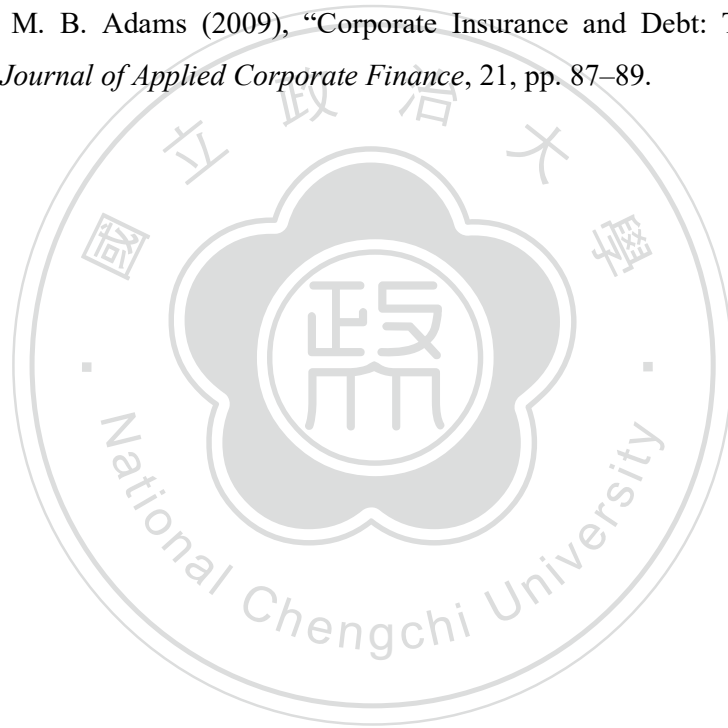 M. B. Adams (2009), “Corporate Insurance and Debt:
Journal of Applied Corporate Finance, 21, pp. 87–89.
國立政治大學
政
National Chengchi University